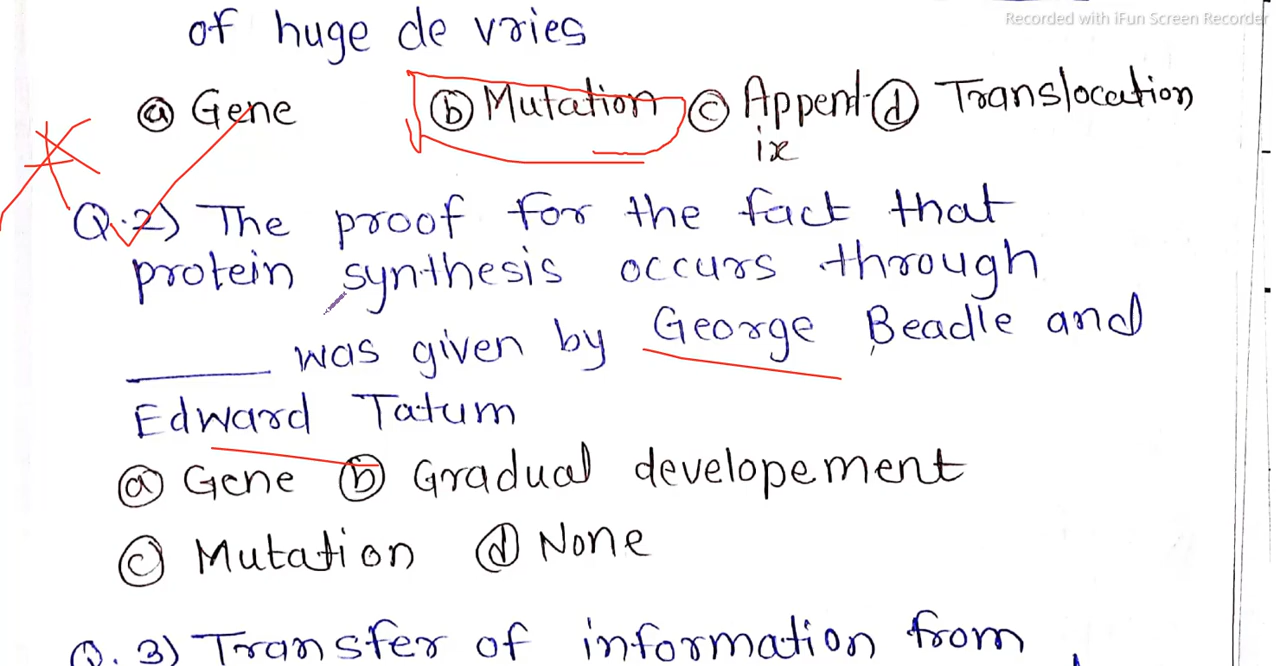 Recorded with iFun Screen Recorder
of huge de vries
ⓐ Gene ⓑ Mutation ⓒ Append- ⓓ Translocation
ix
Q.2) The proof for the fact that
protein synthesis occurs through
______ was given by George Beadle and
Edward Tatum
ⓐ Gene ⓑ Gradual developement
ⓒ Mutation ⓓ None
Q. 3) Transfer of information from